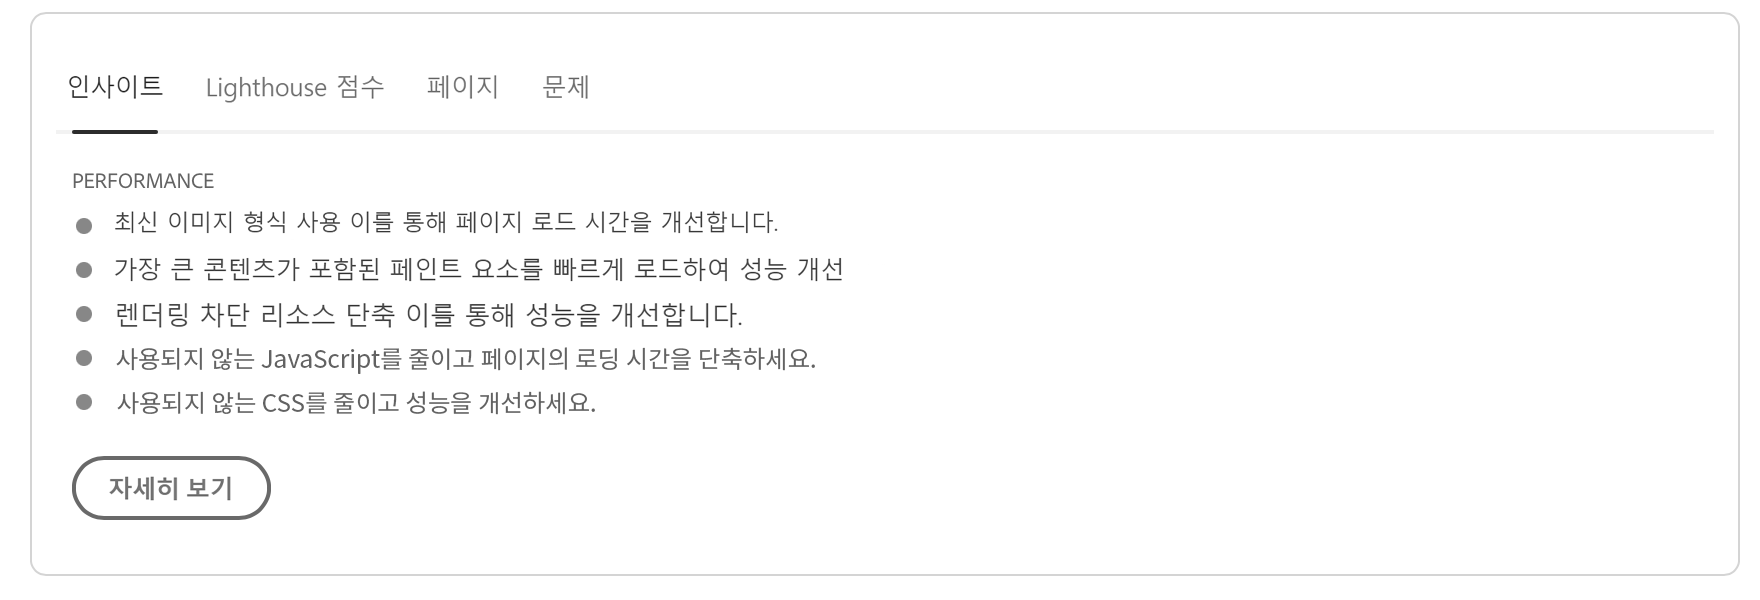 인사이트 Lighthouse 점수 페이지 문제
PERFORMANCE
최신 이미지 형식 사용 이를 통해 페이지 로드 시간을 개선합니다.
가장 큰 콘텐츠가 포함된 페인트 요소를 빠르게 로드하여 성능 개선
렌더링 차단 리소스 단축 이를 통해 성능을 개선합니다.
사용되지 않는 JavaScript를 줄이고 페이지의 로딩 시간을 단축하세요.
사용되지 않는 CSS를 줄이고 성능을 개선하세요.
자세히 보기